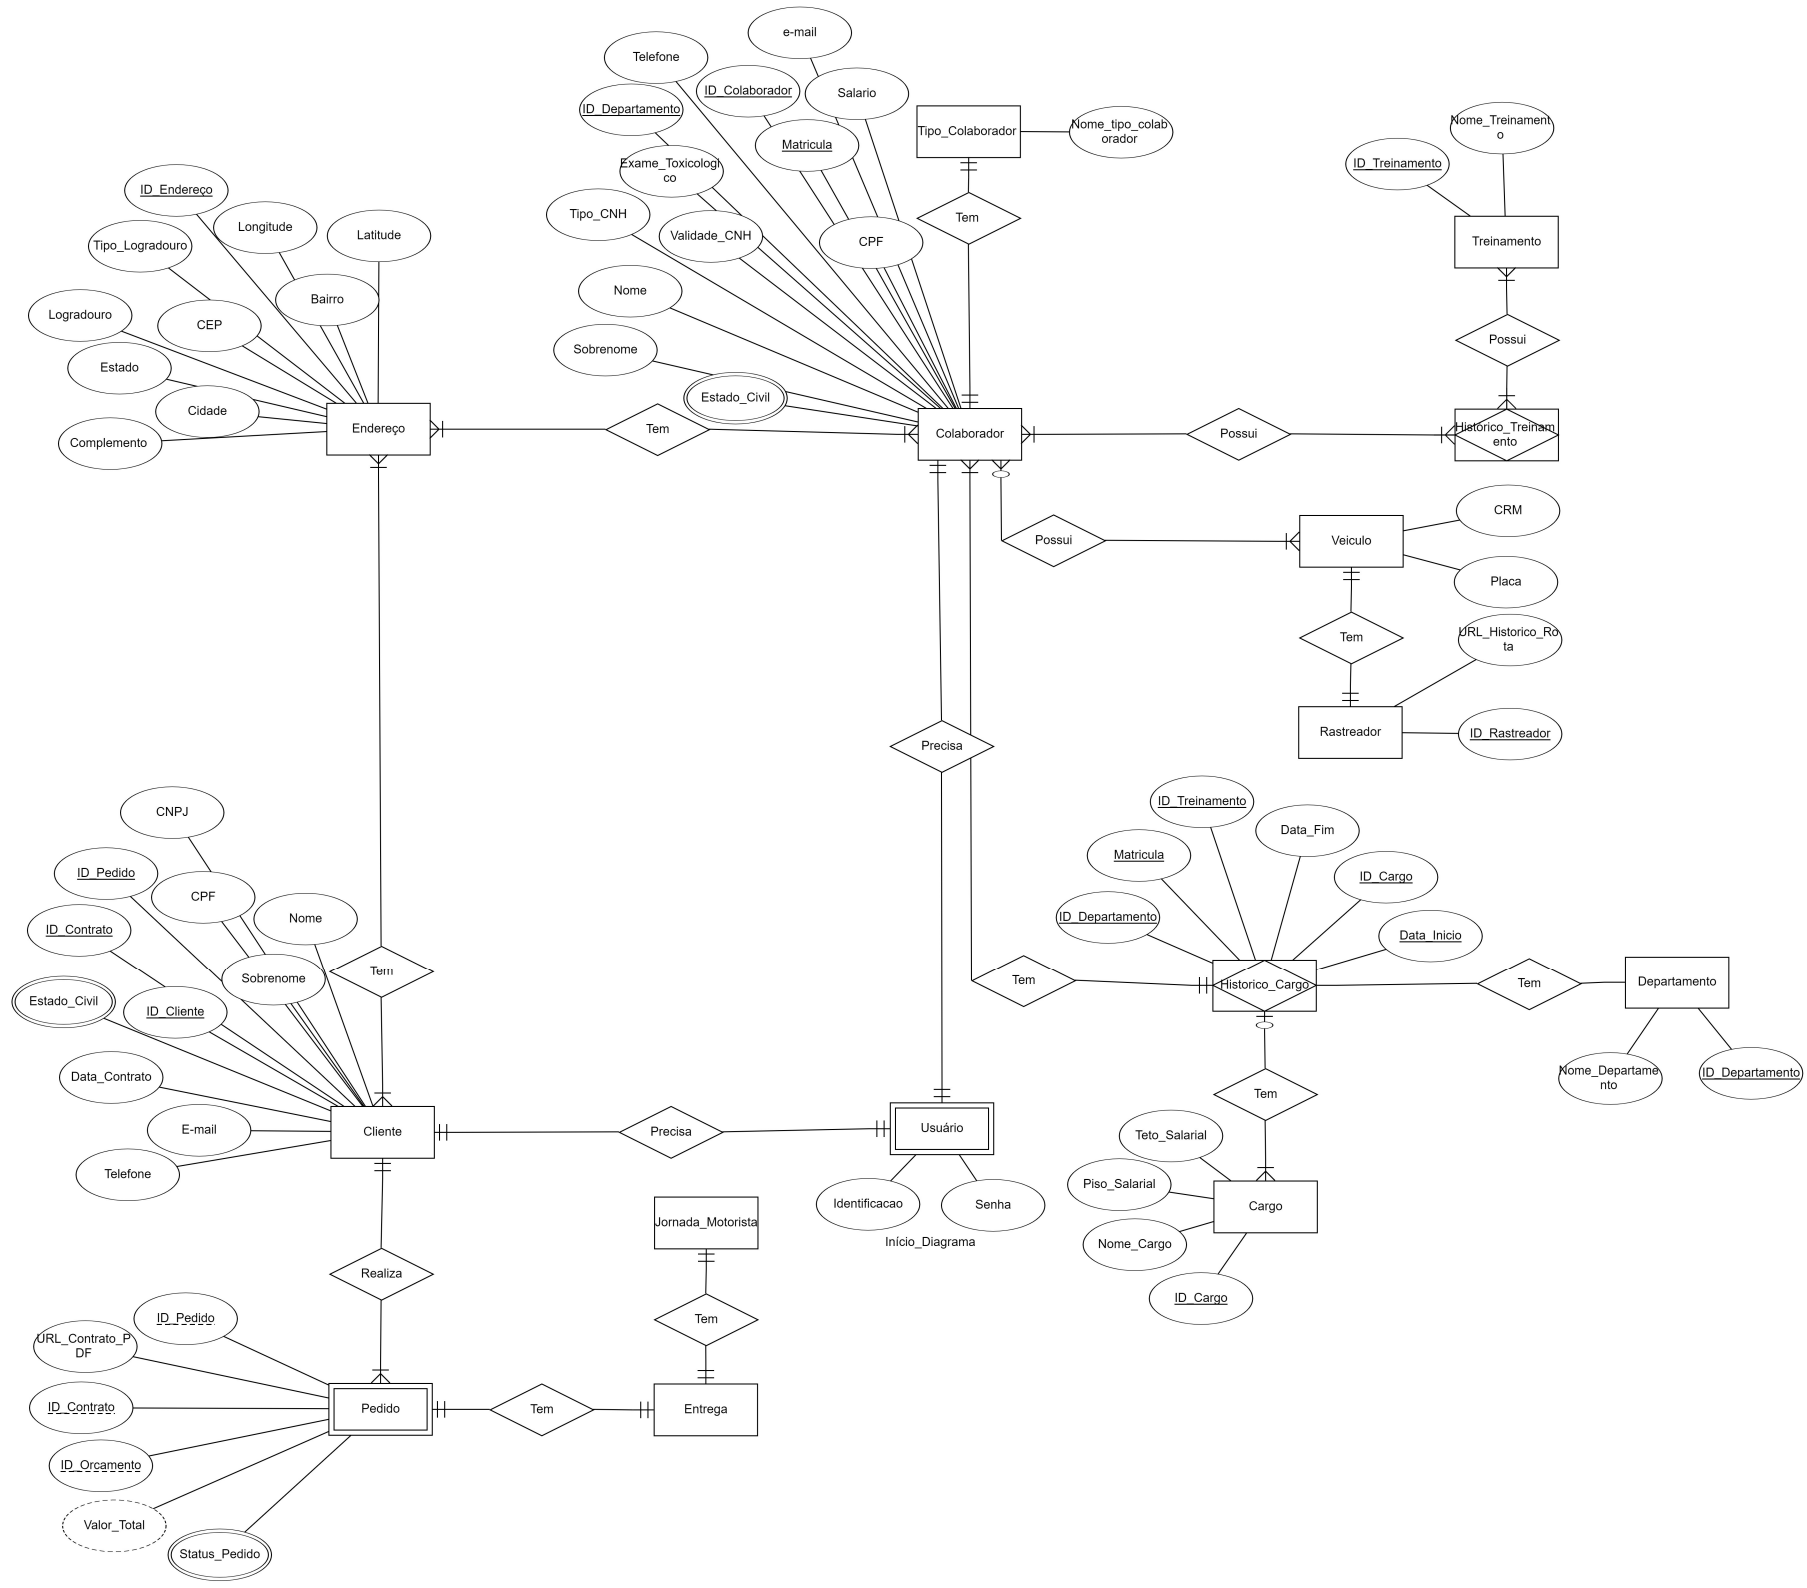 e-mail
Telefone
ID_Colaborador
Salario
ID_Departamento
Tipo_Colaborador
Nome_tipo_colab
orador
Nome_Treinament
o
Matricula
Exame_Toxicologi
co
ID_Treinamento
ID_Endereço
Tipo_CNH
Tem
Longitude
Latitude
Validade_CNH
CPF
Treinamento
Tipo_Logradouro
Nome
Bairro
Logradouro
CEP
Possui
Sobrenome
Estado
Estado_Civil
Cidade
Endereço
Tem
Colaborador
Possui
Historico_Treinam
ento
Complemento
CRM
Possui
Veiculo
Placa
Tem
URL_Historico_Ro
ta
Rastreador
ID_Rastreador
Precisa
ID_Treinamento
CNPJ
Data_Fim
Matricula
ID_Pedido
ID_Cargo
CPF
Nome
ID_Departamento
ID_Contrato
Data_Inicio
Tem
Sobrenome
Tem
Historico_Cargo
Tem
Departamento
Estado_Civil
ID_Cliente
Data_Contrato
Nome_Departame
nto
ID_Departamento
Tem
E-mail
Cliente
Precisa
Usuário
Teto_Salarial
Telefone
Piso_Salarial
Identificacao
Senha
Cargo
Jornada_Motorista
Início_Diagrama
Nome_Cargo
Realiza
ID_Cargo
ID_Pedido
Tem
URL_Contrato_P
DF
ID_Contrato
Pedido
Tem
Entrega
ID_Orcamento
Valor_Total
Status_Pedido